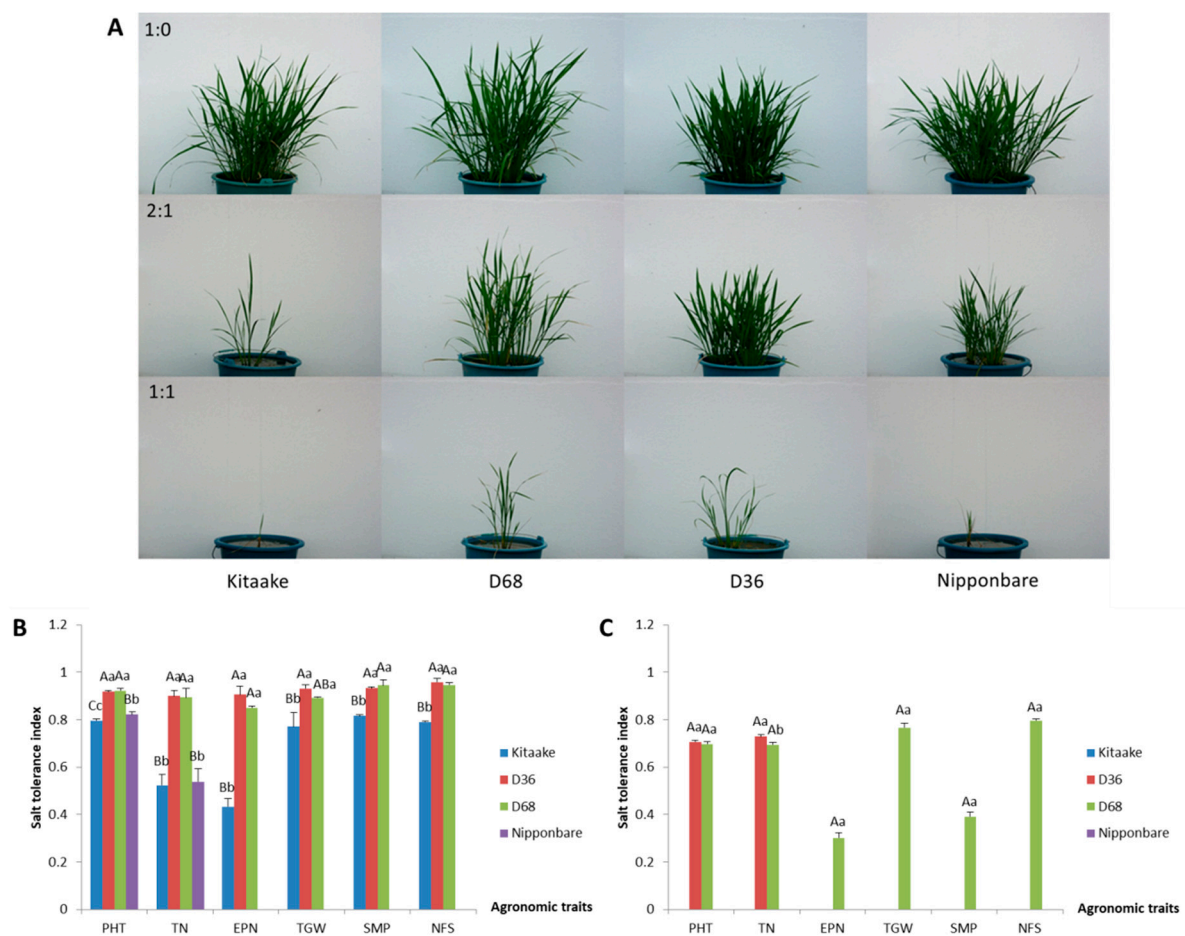 A
1:0
2:1
1:1
Kitaake D68 D36 Nipponbare
B
1.2
1
0.8
0.6
0.4
0.2
0
Salt tolerance index
Cc Aa Aa Bb
Bb Aa Aa Bb
Bb Aa Aa
Bb Aa ABa
Bb Aa Aa
Bb Aa Aa
Kitaake
D36
D68
Nipponbare
Agronomic traits
PHT TN EPN TGW SMP NFS
C
1.2
1
0.8
0.6
0.4
0.2
0
Salt tolerance index
Aa Aa
Aa Ab
Aa
Aa
Aa
Aa
Kitaake
D36
D68
Nipponbare
Agronomic traits
PHT TN EPN TGW SMP NFS